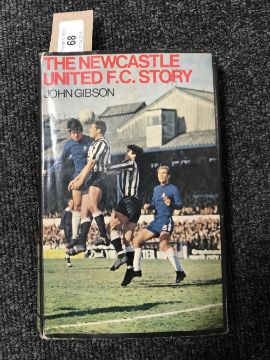 89
THE NEWCASTLE
UNITED F.C. STORY
JOHN GIBSON